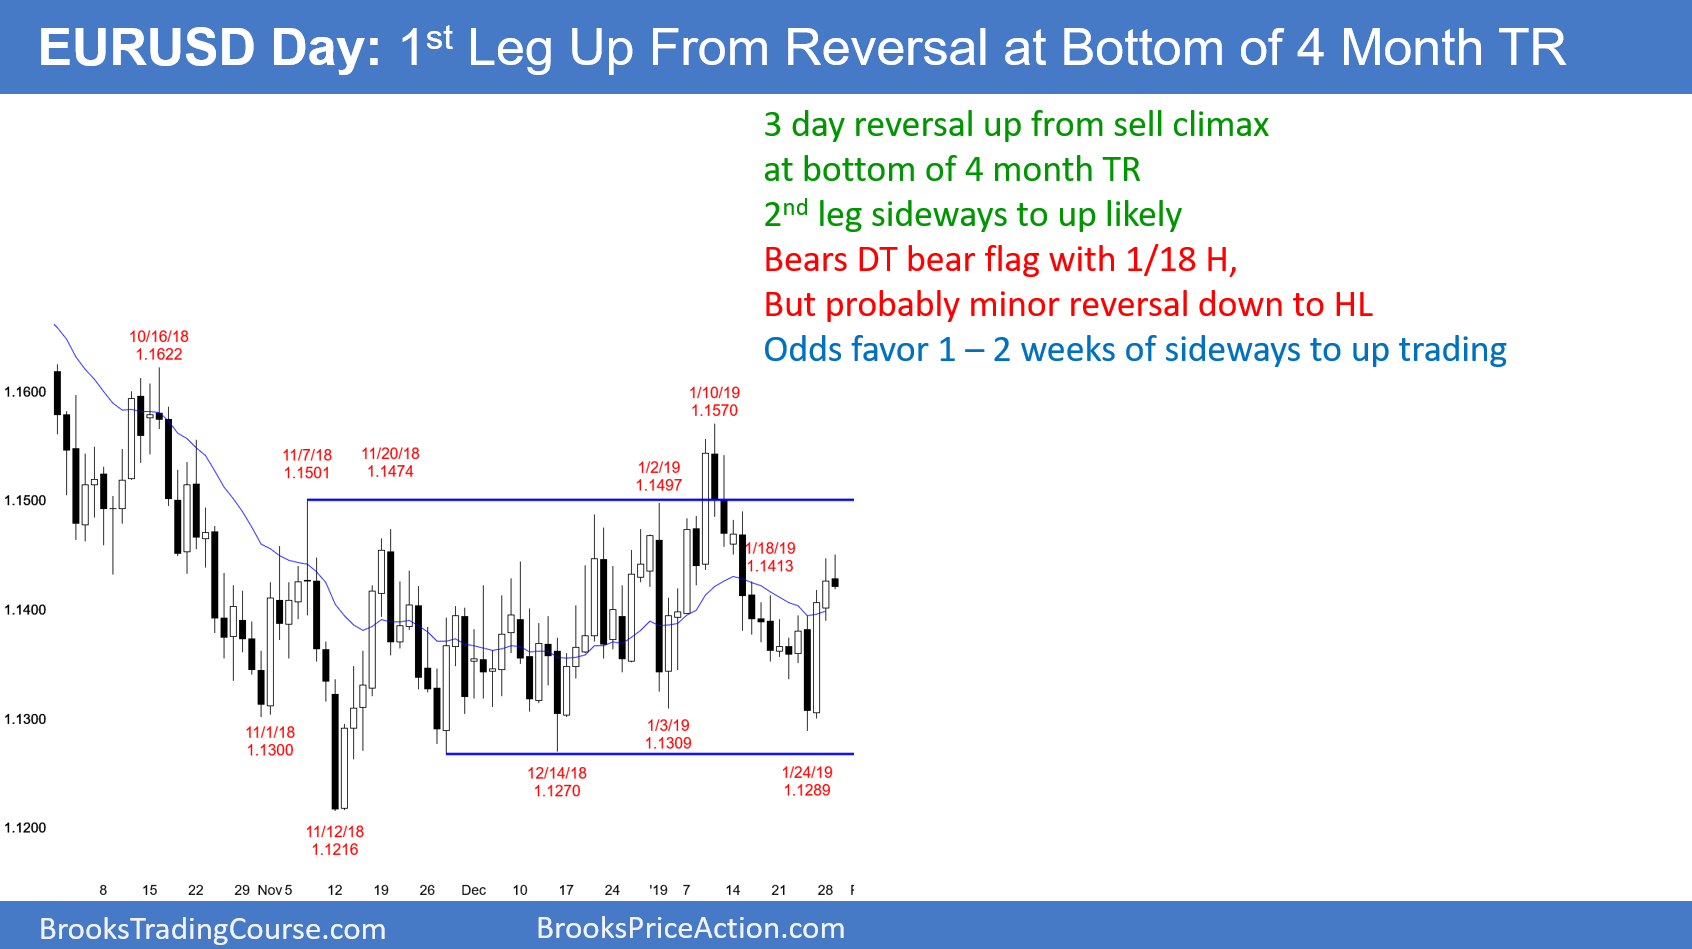 EURUSD Day: 1st Leg Up From Reversal at Bottom of 4 Month TR
3 day reversal up from sell climax
at bottom of 4 month TR
2nd leg sideways to up likely
Bears DT bear flag with 1/18 H,
But probably minor reversal down to HL
Odds favor 1 – 2 weeks of sideways to up trading
10/16/18
1.1622
1/10/19
1.1570
11/7/18
1.1501
11/20/18
1.1474
1/2/19
1.1497
1/18/19
1.1413
11/1/18
1.1300
1/3/19
1.1309
12/14/18
1.1270
1/24/19
1.1289
11/12/18
1.1216
1.1600
1.1500
1.1400
1.1300
1.1200
8 15 22 29 Nov 5 12 19 26 Dec 10 17 24 '19 7 14 21 28
BrooksTradingCourse.com
BrooksPriceAction.com